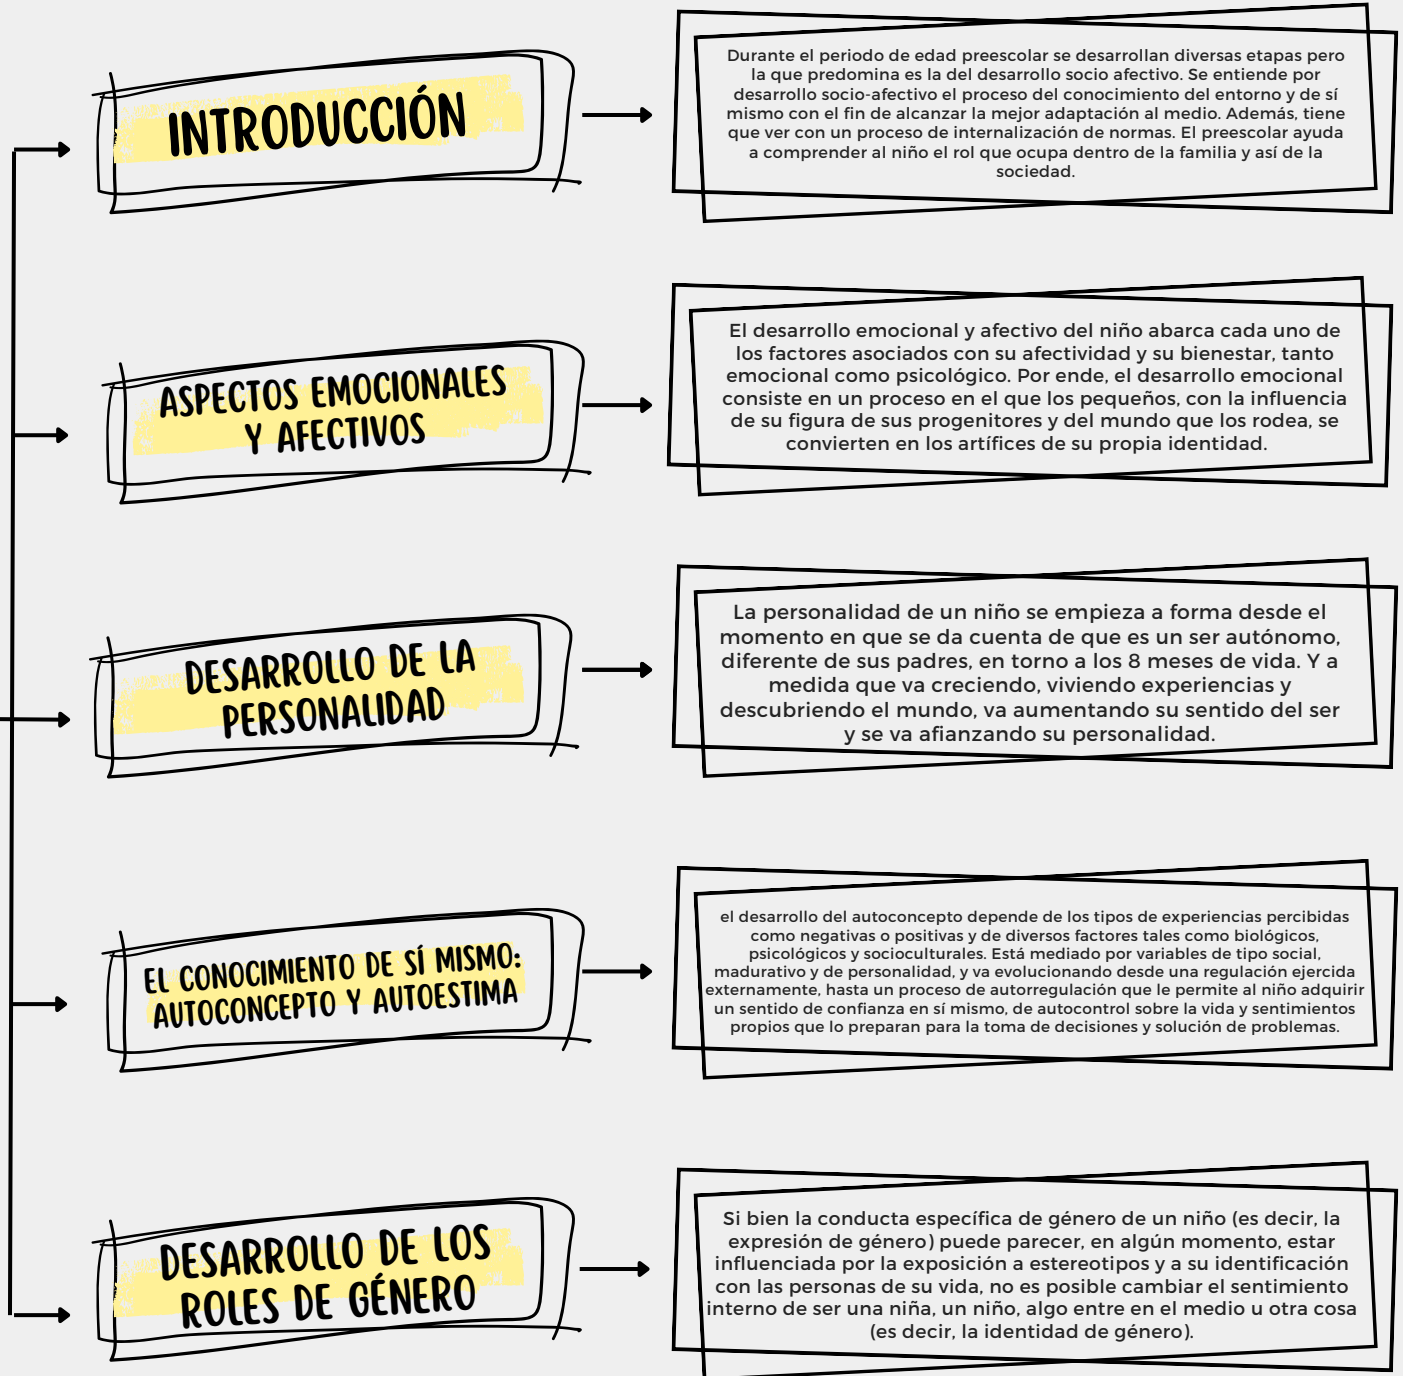 INTRODUCCIÓN
Durante el periodo de edad preescolar se desarrollan diversas etapas pero
la que predomina es la del desarrollo socio afectivo. Se entiende por
desarrollo socio-afectivo el proceso del conocimiento del entorno y de sí
mismo con el fin de alcanzar la mejor adaptación al medio. Además, tiene
que ver con un proceso de internalización de normas. El preescolar ayuda
a comprender al niño el rol que ocupa dentro de la familia y así de la
sociedad.
ASPECTOS EMOCIONALES
Y AFECTIVOS
El desarrollo emocional y afectivo del niño abarca cada uno de
los factores asociados con su afectividad y su bienestar, tanto
emocional como psicológico. Por ende, el desarrollo emocional
consiste en un proceso en el que los pequeños, con la influencia
de su figura de sus progenitores y del mundo que los rodea, se
convierten en los artífices de su propia identidad.
DESARROLLO DE LA
PERSONALIDAD
La personalidad de un niño se empieza a forma desde el
momento en que se da cuenta de que es un ser autónomo,
diferente de sus padres, en torno a los 8 meses de vida. Y a
medida que va creciendo, viviendo experiencias y
descubriendo el mundo, va aumentando su sentido del ser
y se va afianzando su personalidad.
EL CONOCIMIENTO DE SÍ MISMO:
AUTOCONCEPTO Y AUTOESTIMA
el desarrollo del autoconcepto depende de los tipos de experiencias percibidas
como negativas o positivas y de diversos factores tales como biológicos,
psicológicos y socioculturales. Está mediado por variables de tipo social,
madurativo y de personalidad, y va evolucionando desde una regulación ejercida
externamente, hasta un proceso de autorregulación que le permite al niño adquirir
un sentido de confianza en sí mismo, de autocontrol sobre la vida y sentimientos
propios que lo preparan para la toma de decisiones y solución de problemas.
DESARROLLO DE LOS
ROLES DE GÉNERO
Si bien la conducta específica de género de un niño (es decir, la
expresión de género) puede parecer, en algún momento, estar
influenciada por la exposición a estereotipos y a su identificación
con las personas de su vida, no es posible cambiar el sentimiento
interno de ser una niña, un niño, algo entre en el medio u otra cosa
(es decir, la identidad de género).